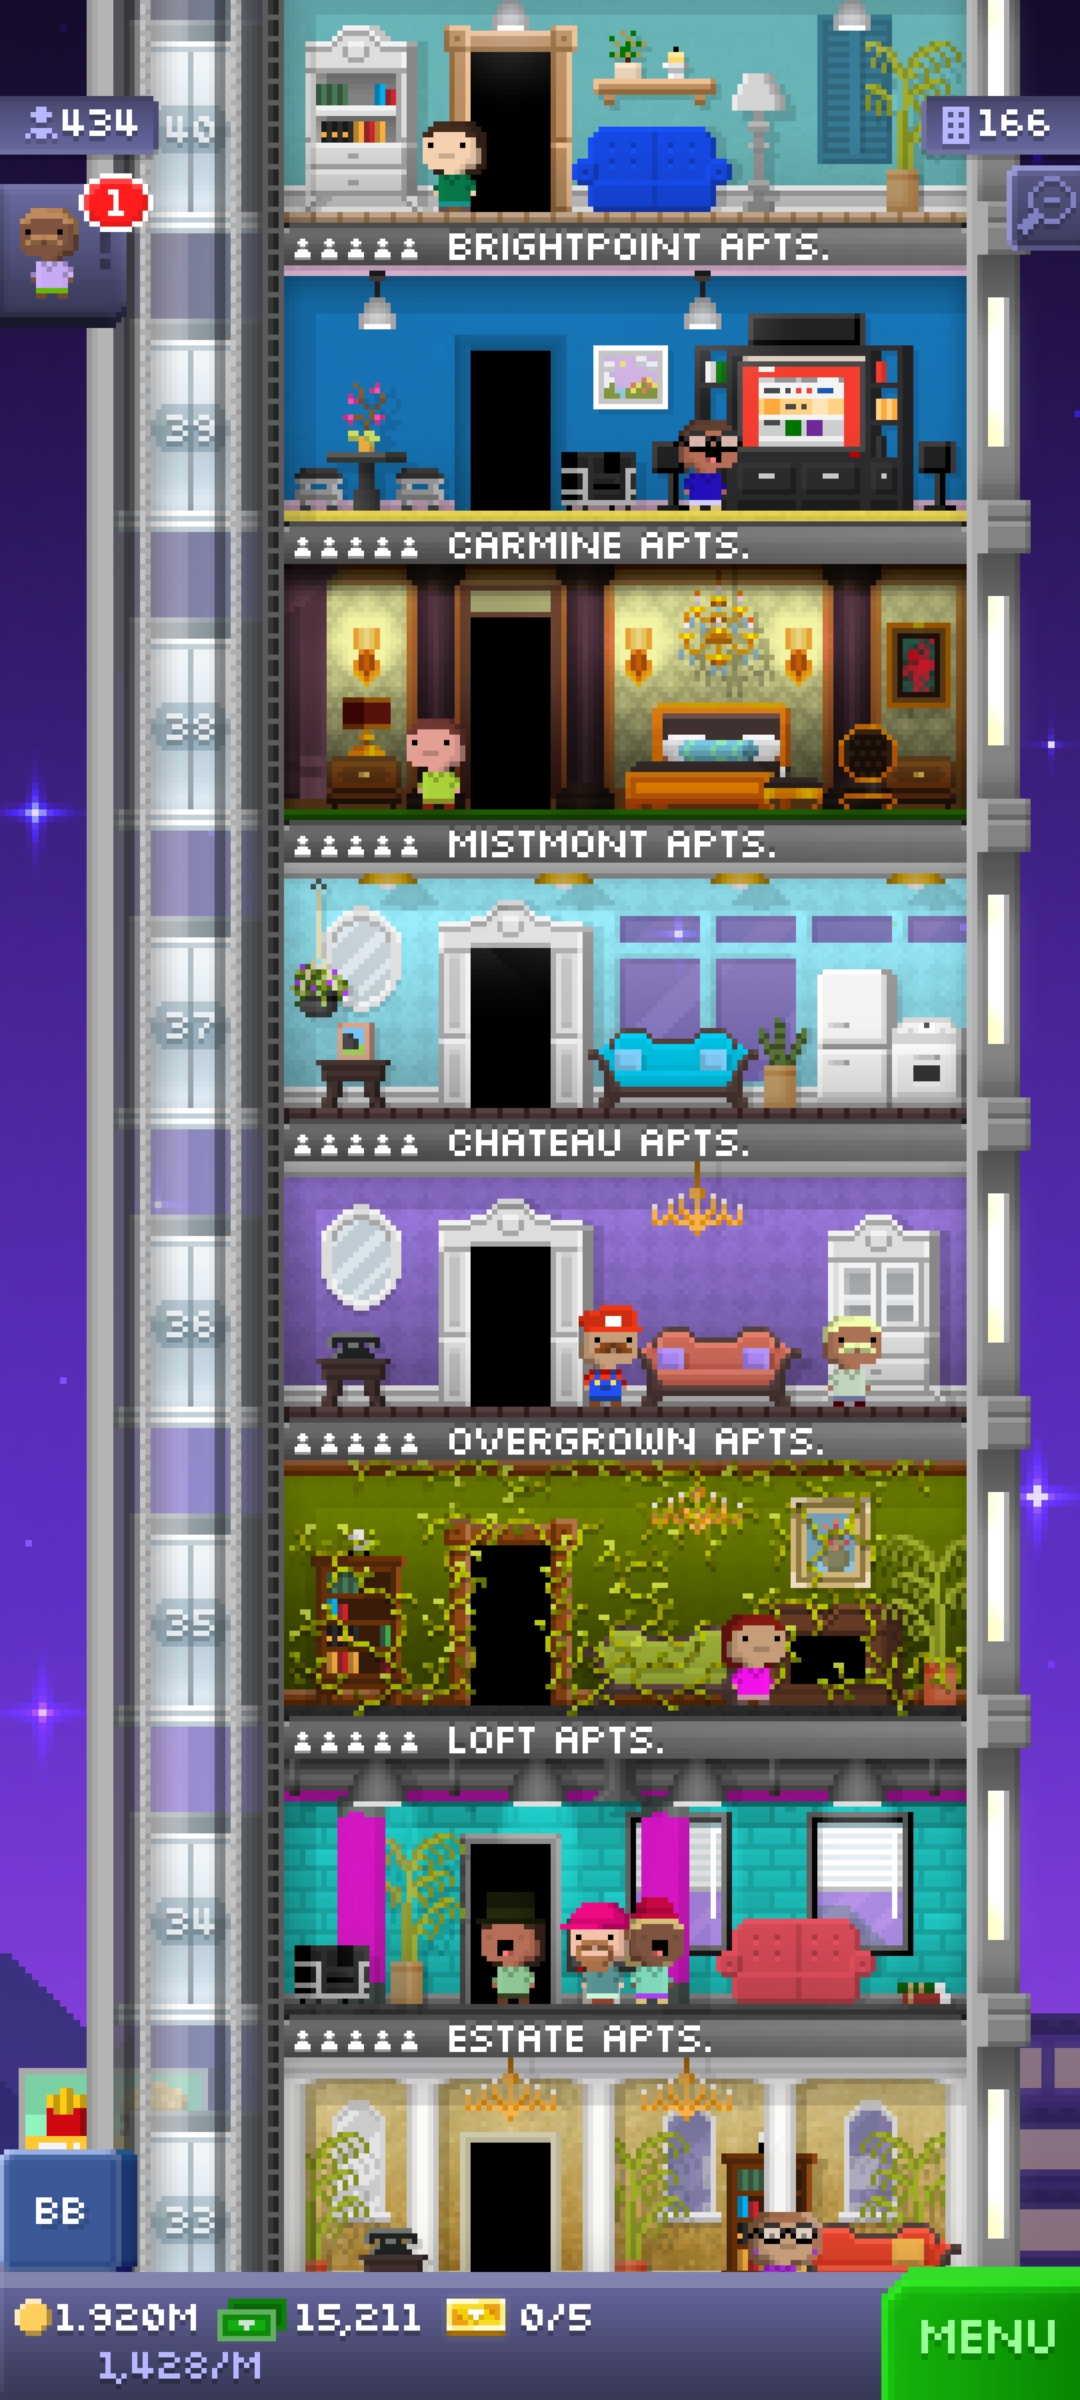 434
40
166
1
BRIGHTPOINT APTS.
39
CARMINE APTS.
38
MISTMONT APTS.
37
CHATEAU APTS.
36
OVERGROWN APTS.
35
LOFT APTS.
34
ESTATE APTS.
BB
33
1.920M 15,211 0/5
1,428/M
MENU